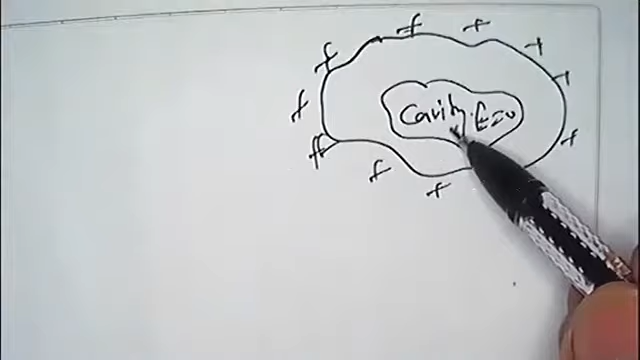 + + + + + + + + + ++ +
Cavity E=0